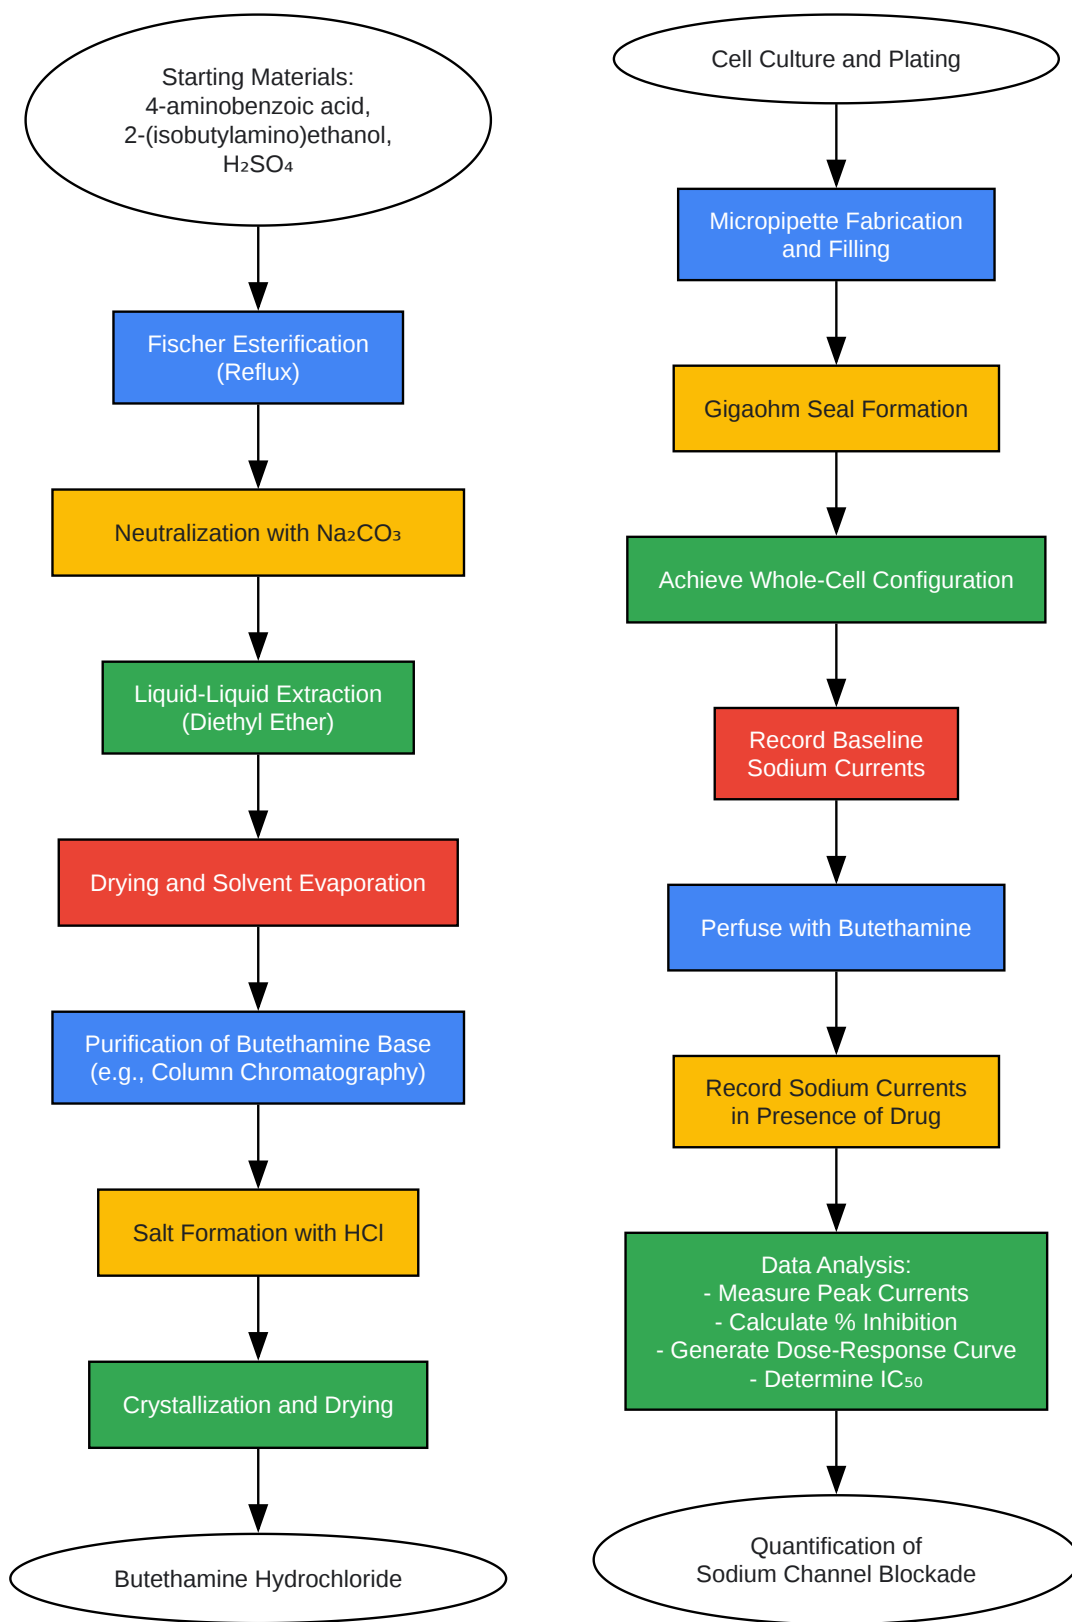 Starting Materials:
4-aminobenzoic acid,
2-(isobutylamino)ethanol,
H₂SO₄
Fischer Esterification
(Reflux)
Neutralization with Na₂CO₃
Liquid-Liquid Extraction
(Diethyl Ether)
Drying and Solvent Evaporation
Purification of Butethamine Base
(e.g., Column Chromatography)
Salt Formation with HCl
Crystallization and Drying
Butethamine Hydrochloride
Cell Culture and Plating
Micropipette Fabrication
and Filling
Gigaohm Seal Formation
Achieve Whole-Cell Configuration
Record Baseline
Sodium Currents
Perfuse with Butethamine
Record Sodium Currents
in Presence of Drug
Data Analysis:
- Measure Peak Currents
- Calculate % Inhibition
- Generate Dose-Response Curve
- Determine IC₅₀
Quantification of
Sodium Channel Blockade